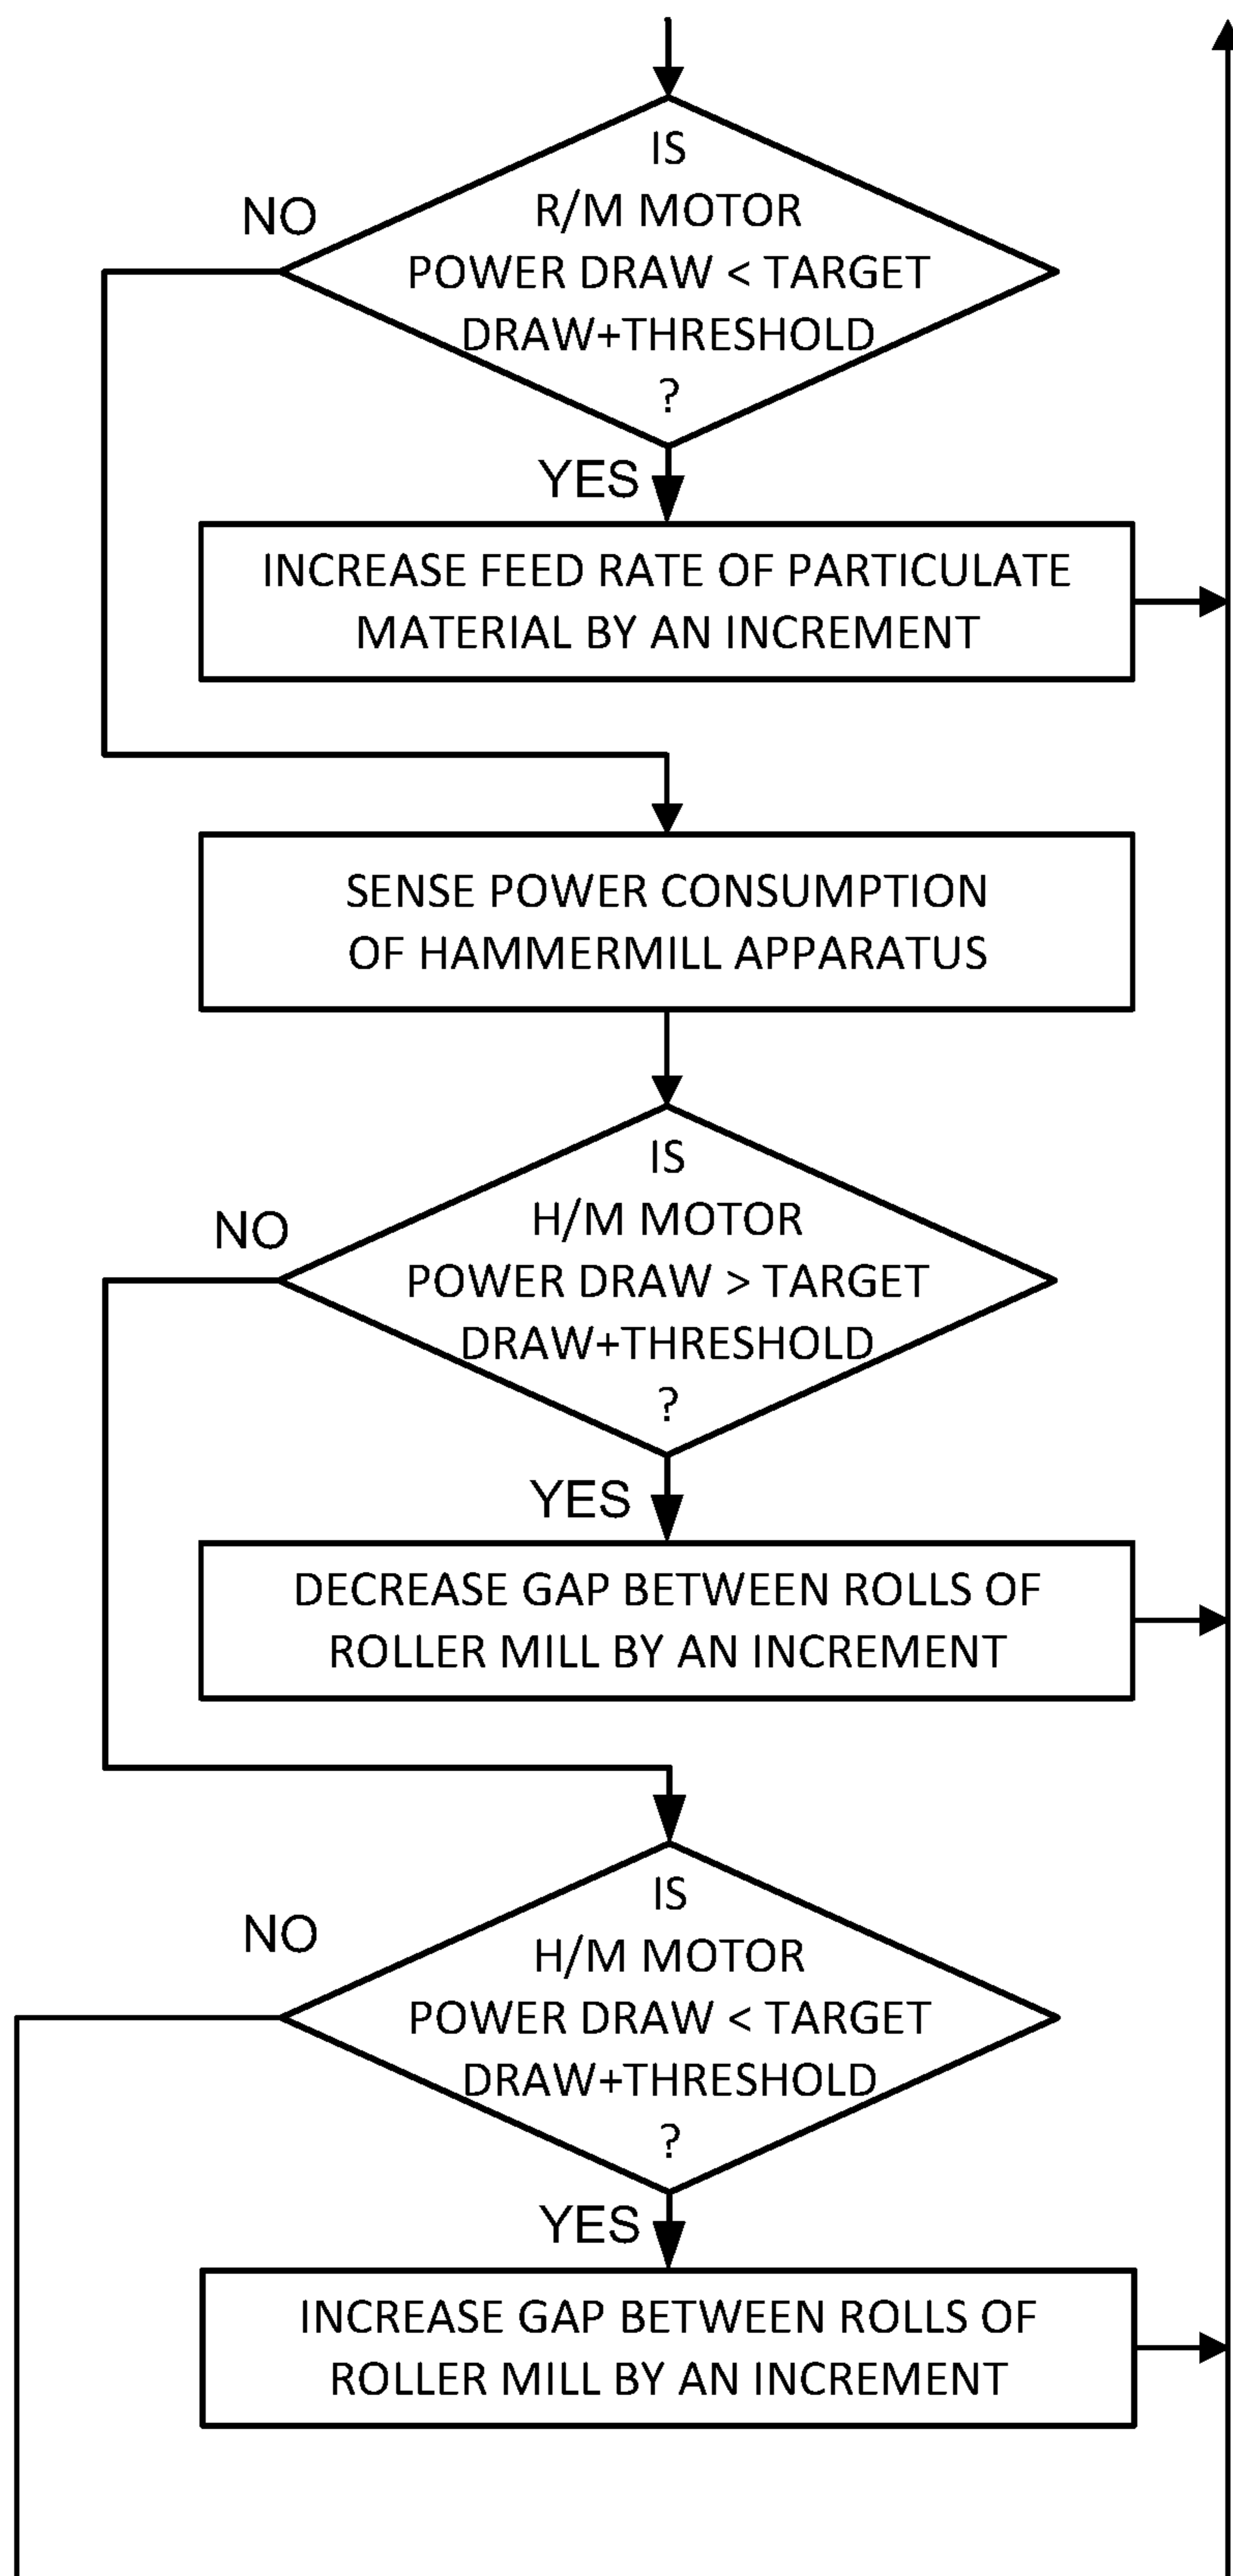 IS
R/M MOTOR
NO
POWER DRAW < TARGET
DRAW+THRESHOLD
?
YES
INCREASE FEED RATE OF PARTICULATE
MATERIAL BY AN INCREMENT
SENSE POWER CONSUMPTION
OF HAMMERMILL APPARATUS
IS
H/M MOTOR
NO
POWER DRAW > TARGET
DRAW+THRESHOLD
?
YES
DECREASE GAP BETWEEN ROLLS OF
ROLLER MILL BY AN INCREMENT
IS
NO
H/M MOTOR
POWER DRAW < TARGET
DRAW+THRESHOLD
?
YES
INCREASE GAP BETWEEN ROLLS OF
ROLLER MILL BY AN INCREMENT